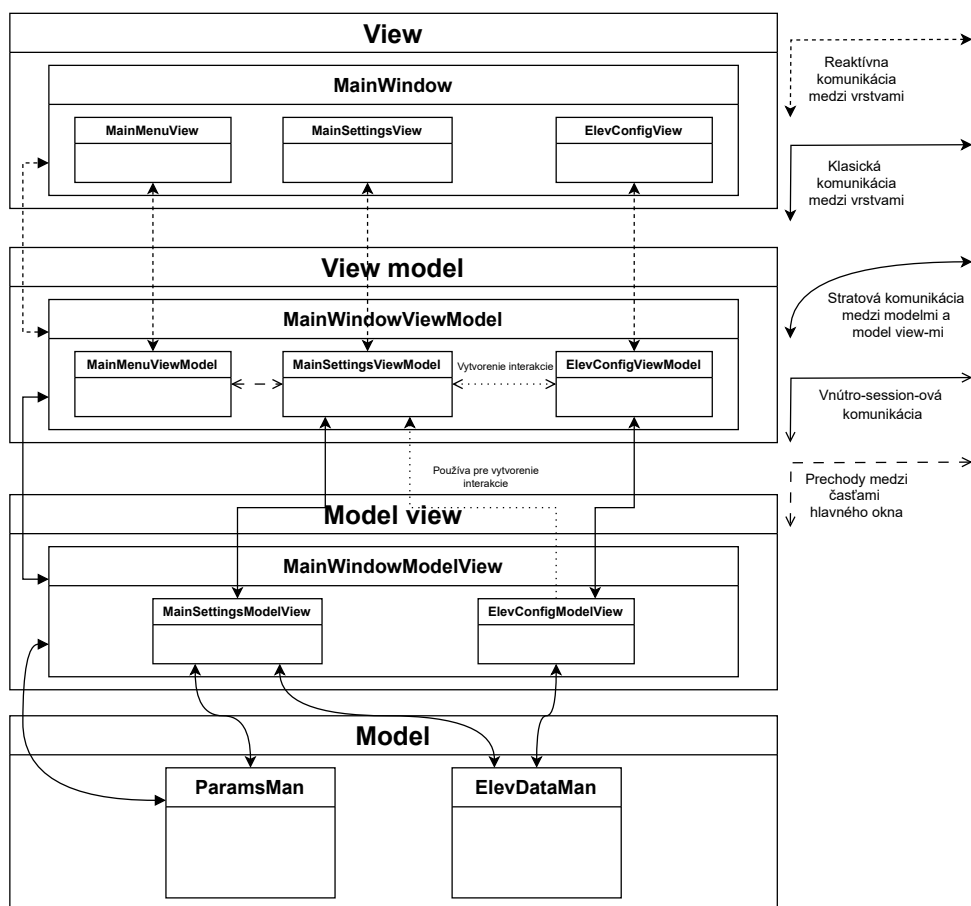 View
MainWindow
MainMenuView
MainSettingsView
ElevConfigView
Reaktívna
komunikácia
medzi vrstvami
Klasická
komunikácia
medzi vrstvami
View model
MainWindowViewModel
MainMenuViewModel
MainSettingsViewModel
Vytvorenie interakcie
ElevConfigViewModel
Stratová komunikácia
medzi modelmi a
model view-mi
Vnútro-session-ová
komunikácia
Používa pre vytvorenie
interakcie
Prechody medzi
časťami
hlavného okna
Model view
MainWindowModelView
MainSettingsModelView
ElevConfigModelView
Model
ParamsMan
ElevDataMan